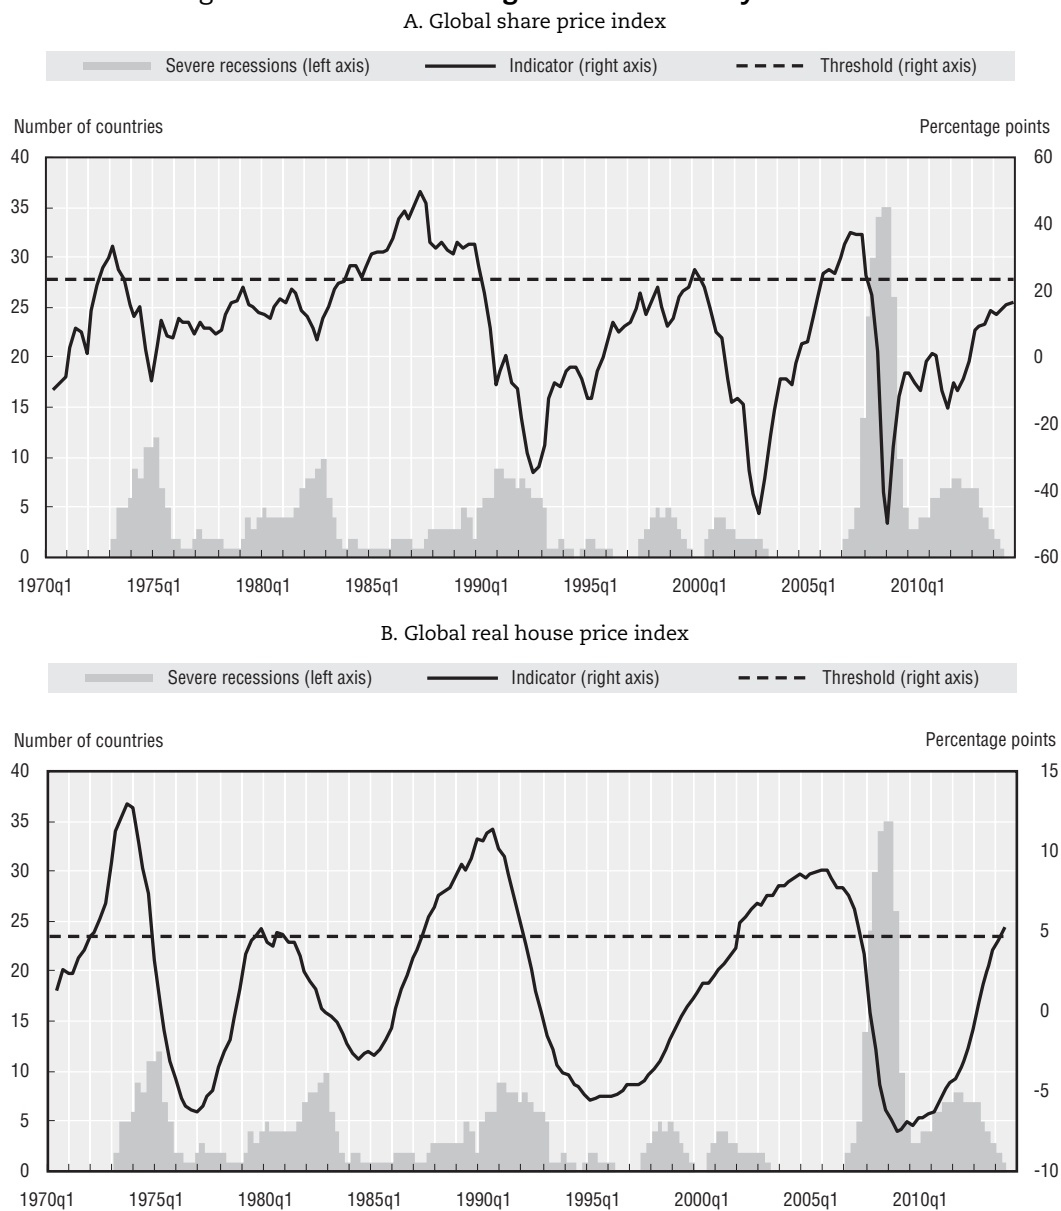 A. Global share price index
Severe recessions (left axis) Indicator (right axis) Threshold (right axis)
Number of countries Percentage points
40 60
35 40
30 20
25 0
20 -20
15 -40
10 -60
5
0
1970q1 1975q1 1980q1 1985q1 1990q1 1995q1 2000q1 2005q1 2010q1
B. Global real house price index
Severe recessions (left axis) Indicator (right axis) Threshold (right axis)
Number of countries Percentage points
40 15
35 10
30 5
25 0
20 -5
15 -10
10
5
0
1970q1 1975q1 1980q1 1985q1 1990q1 1995q1 2000q1 2005q1 2010q1